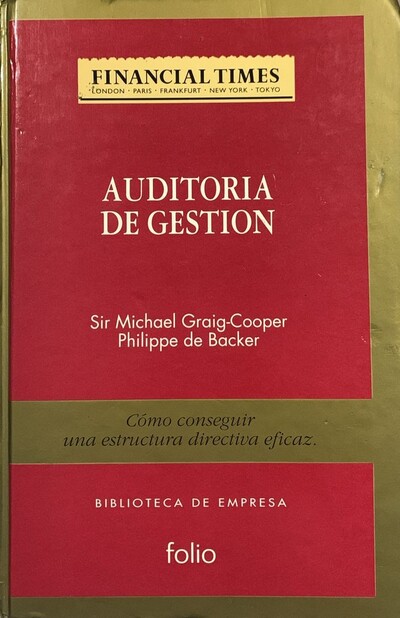 FINANCIAL TIMES
LONDON · PARIS · FRANKFURT · NEW YORK · TOKYO
AUDITORIA
DE GESTION
Sir Michael Graig-Cooper
Philippe de Backer
Cómo conseguir
una estructura directiva eficaz.
BIBLIOTECA DE EMPRESA
folio